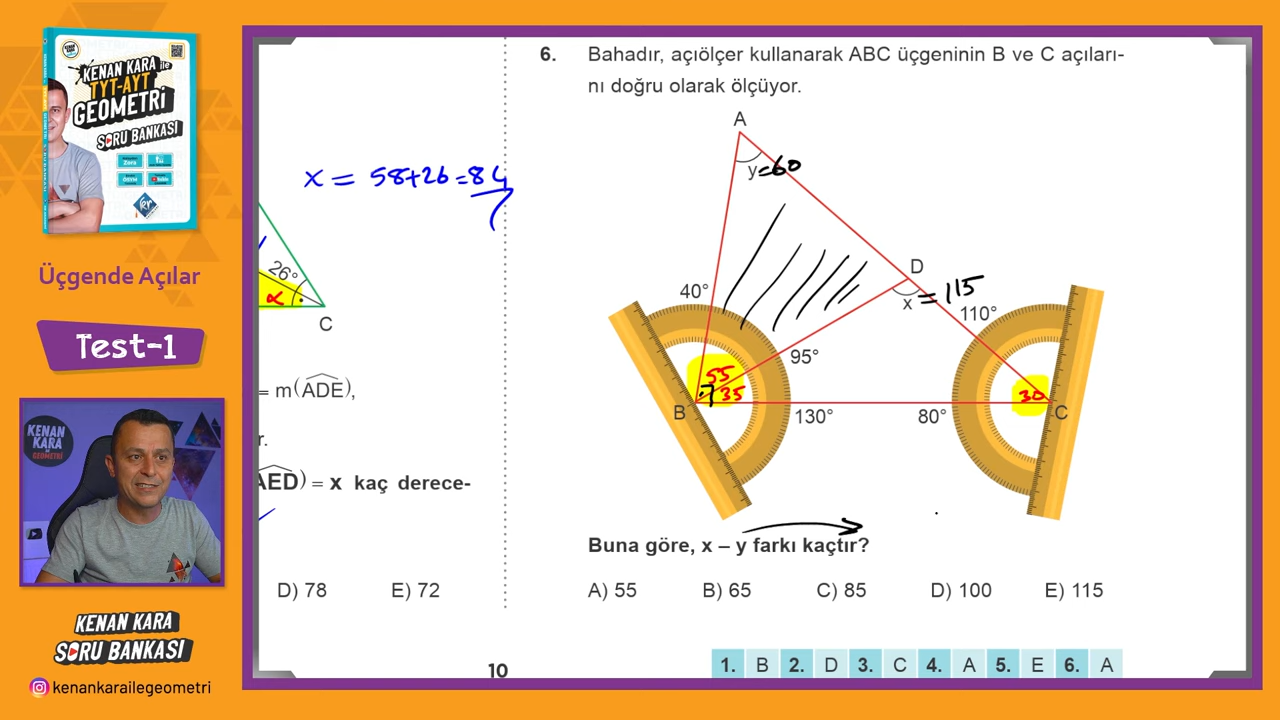 KENAN KARA ile
TYT-AYT
GEOMETRİ
SORU BANKASI
Üçgende Açılar
Test-1
KENAN
KARA
GEOMETRİ
KENAN KARA
SORU BANKASI
kenankarailegeometri
x = 58+26 = 84
26°
α
C
= m(ADE),
r.
AED) = x kaç derece-
D) 78 E) 72
10
6. Bahadır, açıölçer kullanarak ABC üçgeninin B ve C açıları-
nı doğru olarak ölçüyor.
A
y=60
D
x = 115
40°
110°
95°
55
35
30
B
C
130°
80°
Buna göre, x – y farkı kaçtır?
A) 55 B) 65 C) 85 D) 100 E) 115
1. B 2. D 3. C 4. A 5. E 6. A